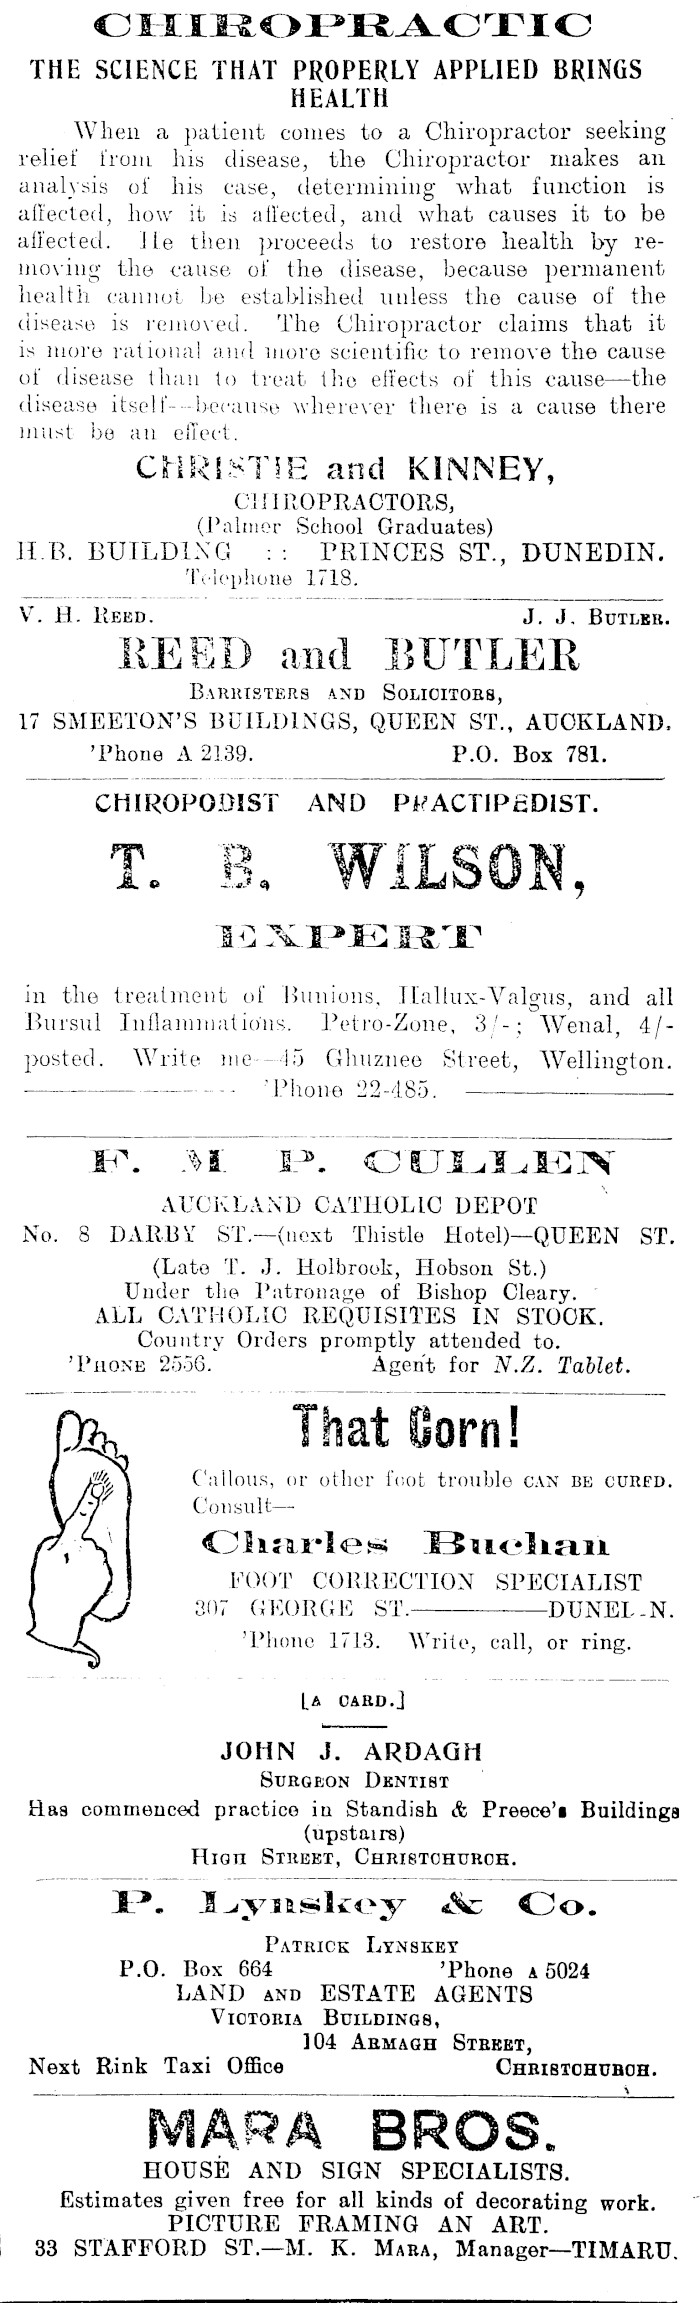 CHIROPRACTIC
THE SCIENCE THAT PROPERLY APPLIED BRINGS
HEALTH
When a patient comes to a Chiropractor seeking
relief from his disease, the Chiropractor makes an
analysis of his case, determining what function is
affected, how it is affected, and what causes it to be
affected. He then proceeds to restore health by re-
moving the cause of the disease, because permanent
health cannot be established unless the cause of the
disease is removed. The Chiropractor claims that it
is more rational and more scientific to remove the cause
of disease than to treat the effects of this cause—the
disease itself—because wherever there is a cause there
must be an effect.
CHRISTIE and KINNEY,
CHIROPRACTORS,
(Palmer School Graduates)
H.B. BUILDING :: PRINCES ST., DUNEDIN.
Telephone 1718.
V. H. REED. J. J. BUTLER.
REED and BUTLER
BARRISTERS AND SOLICITORS,
17 SMEETON'S BUILDINGS, QUEEN ST., AUCKLAND.
'Phone A 2139. P.O. Box 781.
CHIROPODIST AND PRACTIPEDIST.
T. B. WILSON,
EXPERT
in the treatment of Bunions, Hallux-Valgus, and all
Bursul Inflammations. Petro-Zone, 3/-; Wenal, 4/-
posted. Write me—45 Ghuznee Street, Wellington.
'Phone 22-485.
F. M. P. CULLEN
AUCKLAND CATHOLIC DEPOT
No. 8 DARBY ST.—(next Thistle Hotel)—QUEEN ST.
(Late T. J. Holbrook, Hobson St.)
Under the Patronage of Bishop Cleary.
ALL CATHOLIC REQUISITES IN STOCK.
Country Orders promptly attended to.
'PHONE 2556. Agent for N.Z. Tablet.
That Corn!
Callous, or other foot trouble CAN BE CURED.
Consult—
Charles Buchan
FOOT CORRECTION SPECIALIST
307 GEORGE ST.———DUNEDIN.
'Phone 1713. Write, call, or ring.
[A CARD.]
JOHN J. ARDAGH
SURGEON DENTIST
Has commenced practice in Standish & Preece's Buildings
(upstairs)
HIGH STREET, CHRISTCHURCH.
P. Lynskey & Co.
PATRICK LYNSKEY
P.O. Box 664 'Phone A 5024
LAND AND ESTATE AGENTS
VICTORIA BUILDINGS,
104 ARMAGH STREET,
Next Rink Taxi Office CHRISTCHURCH.
MARA BROS.
HOUSE AND SIGN SPECIALISTS.
Estimates given free for all kinds of decorating work.
PICTURE FRAMING AN ART.
33 STAFFORD ST.—M. K. MARA, Manager—TIMARU.